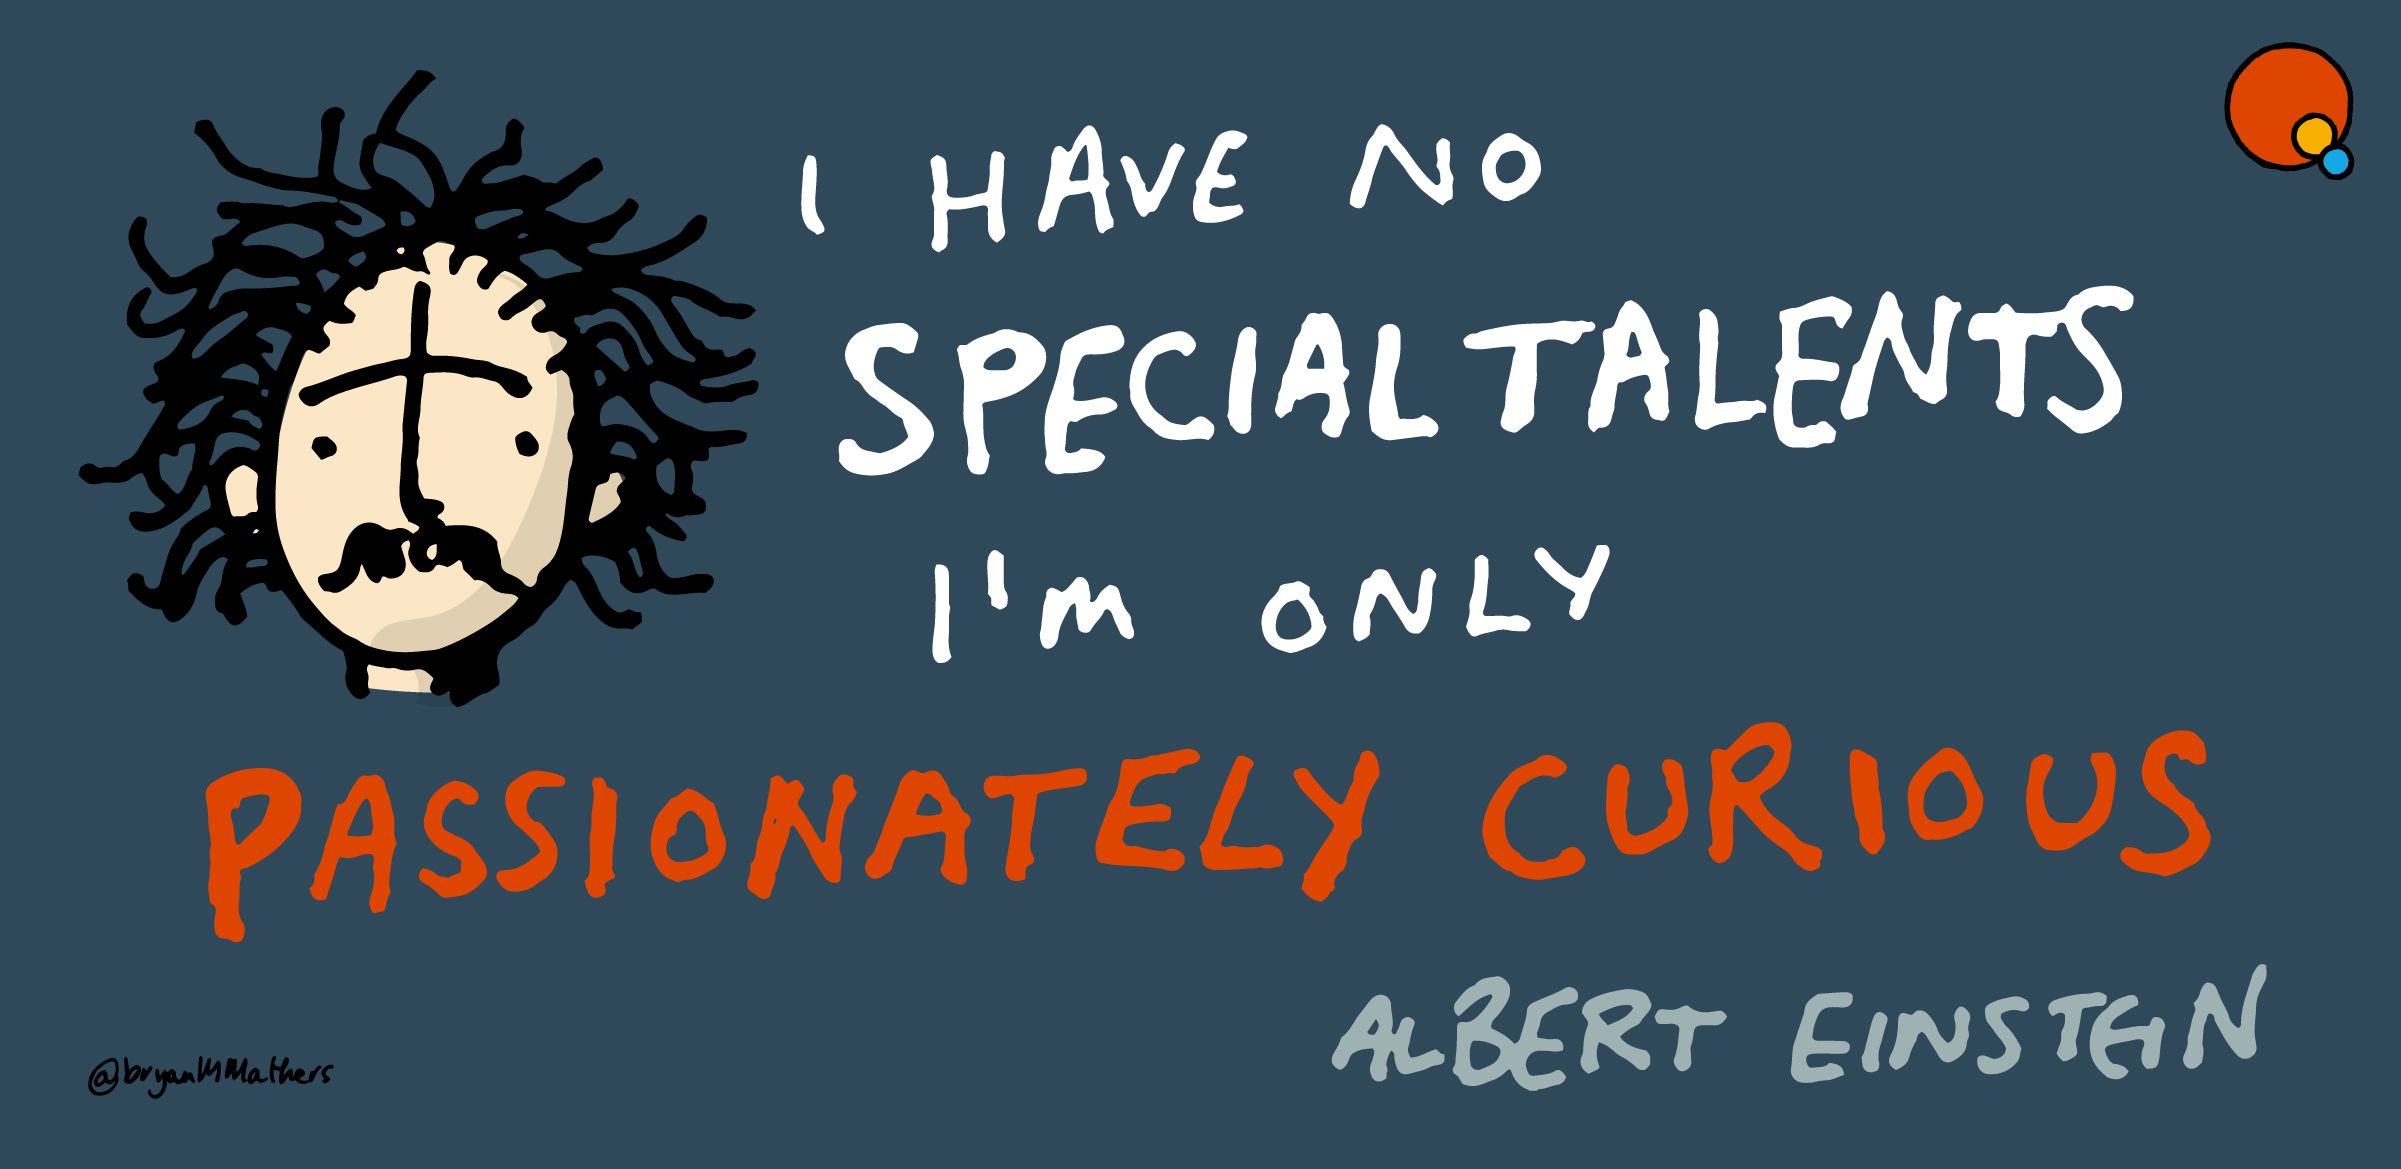 I HAVE NO
SPECIAL TALENTS
I'm ONLY
PASSIONATELY CURIOUS
ALBERT EINSTEIN
@bryanMMathers